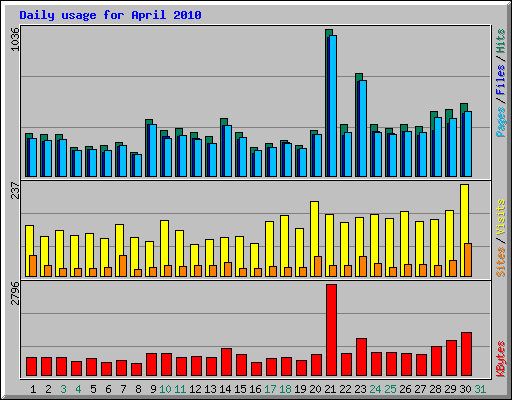 Daily usage for April 2010
1036
Pages / Files / Hits
237
Sites / Visits
2796
KBytes
1 2 3 4 5 6 7 8 9 10 11 12 13 14 15 16 17 18 19 20 21 22 23 24 25 26 27 28 29 30 31